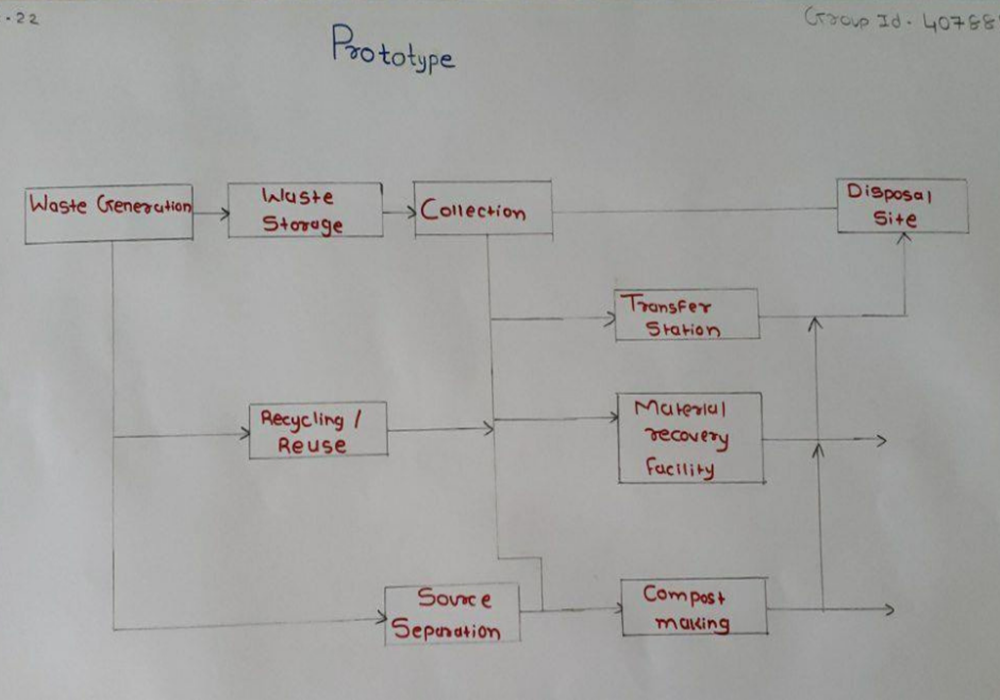 .22
Group Id. 40788
Prototype
Waste Generation
Waste
Storage
Collection
Disposal
Site
Transfer
Station
Recycling /
Reuse
Material
recovery
facility
Source
Separation
Compost
making